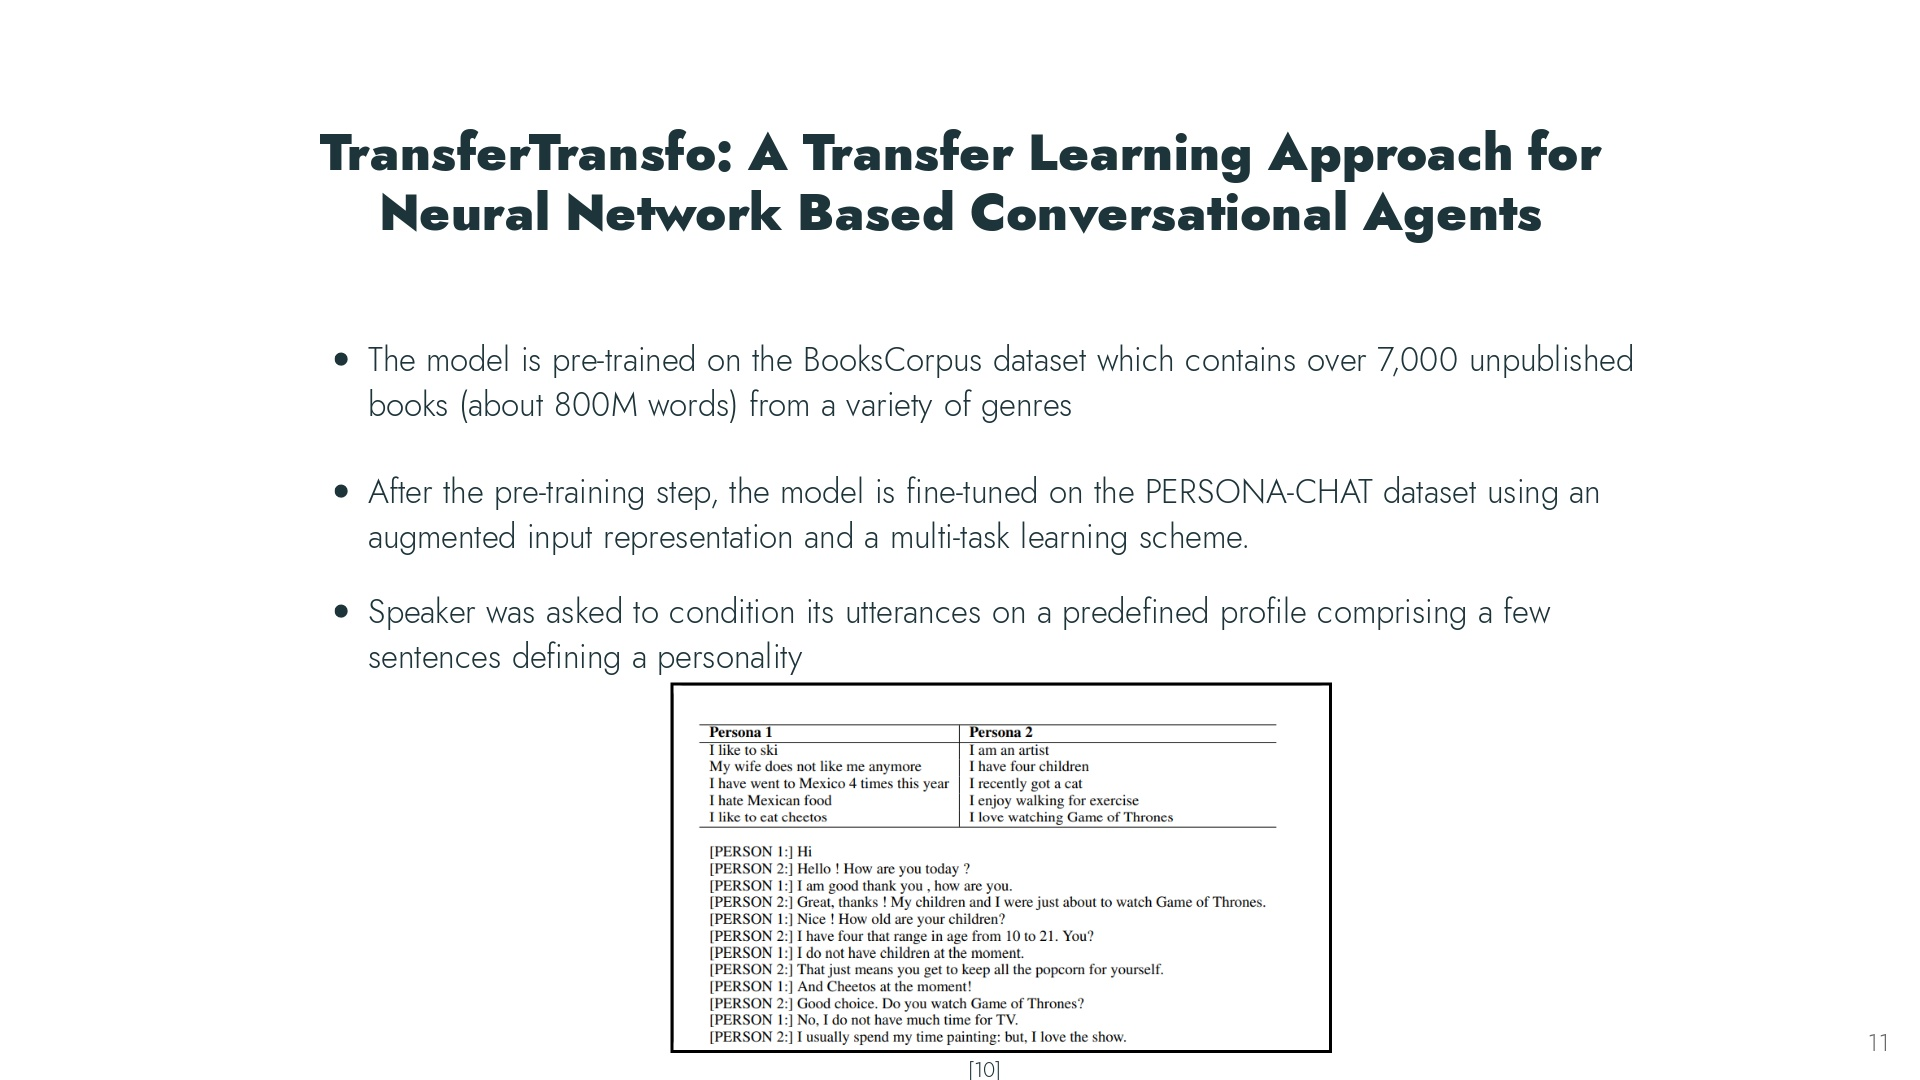 TransferTransfo: A Transfer Learning Approach for
Neural Network Based Conversational Agents
• The model is pre-trained on the BooksCorpus dataset which contains over 7,000 unpublished
books (about 800M words) from a variety of genres
• After the pre-training step, the model is fine-tuned on the PERSONA-CHAT dataset using an
augmented input representation and a multi-task learning scheme.
• Speaker was asked to condition its utterances on a predefined profile comprising a few
sentences defining a personality
Persona 1 Persona 2
I like to ski I am an artist
My wife does not like me anymore I have four children
I have went to Mexico 4 times this year I recently got a cat
I hate Mexican food I enjoy walking for exercise
I like to eat cheetos I love watching Game of Thrones
[PERSON 1:] Hi
[PERSON 2:] Hello ! How are you today ?
[PERSON 1:] I am good thank you , how are you.
[PERSON 2:] Great, thanks ! My children and I were just about to watch Game of Thrones.
[PERSON 1:] Nice ! How old are your children?
[PERSON 2:] I have four that range in age from 10 to 21. You?
[PERSON 1:] I do not have children at the moment.
[PERSON 2:] That just means you get to keep all the popcorn for yourself.
[PERSON 1:] And Cheetos at the moment!
[PERSON 2:] Good choice. Do you watch Game of Thrones?
[PERSON 1:] No, I do not have much time for TV.
[PERSON 2:] I usually spend my time painting: but, I love the show.
[10]
11